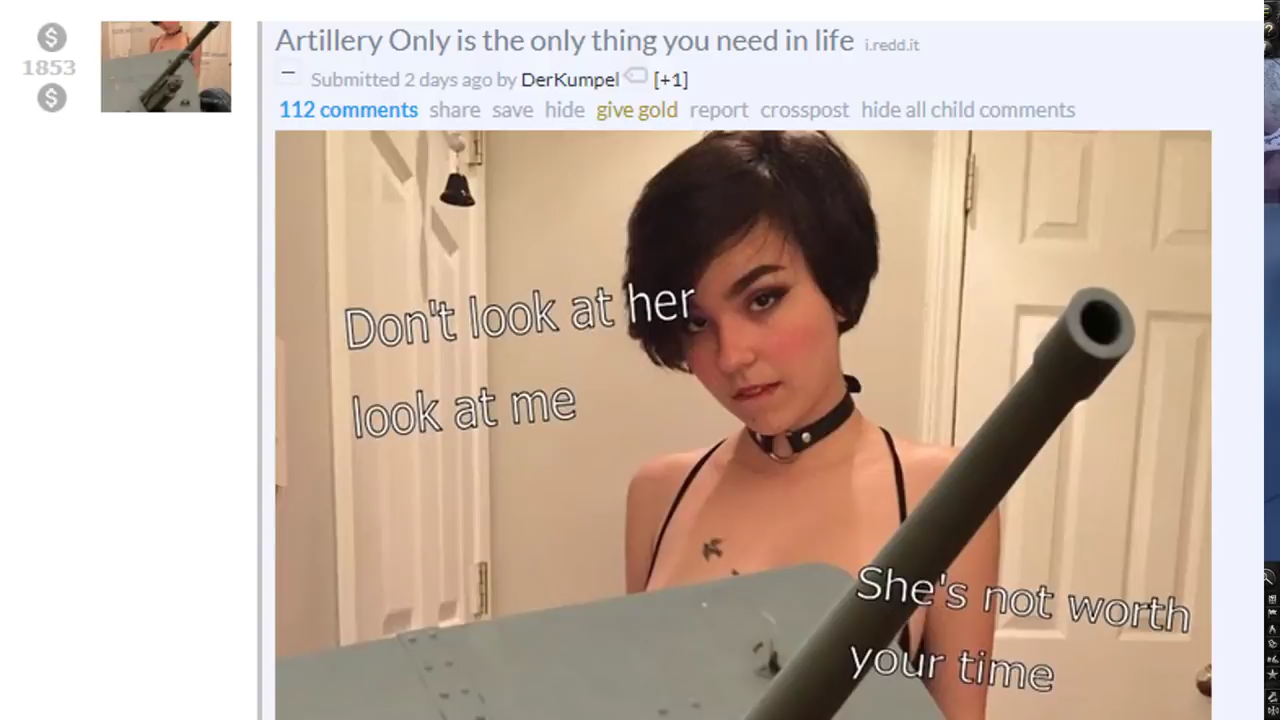 Artillery Only is the only thing you need in life i.redd.it
1853
Submitted 2 days ago by DerKumpel [+1]
112 comments share save hide give gold report crosspost hide all child comments
Don't look at her
look at me
She's not worth
your time